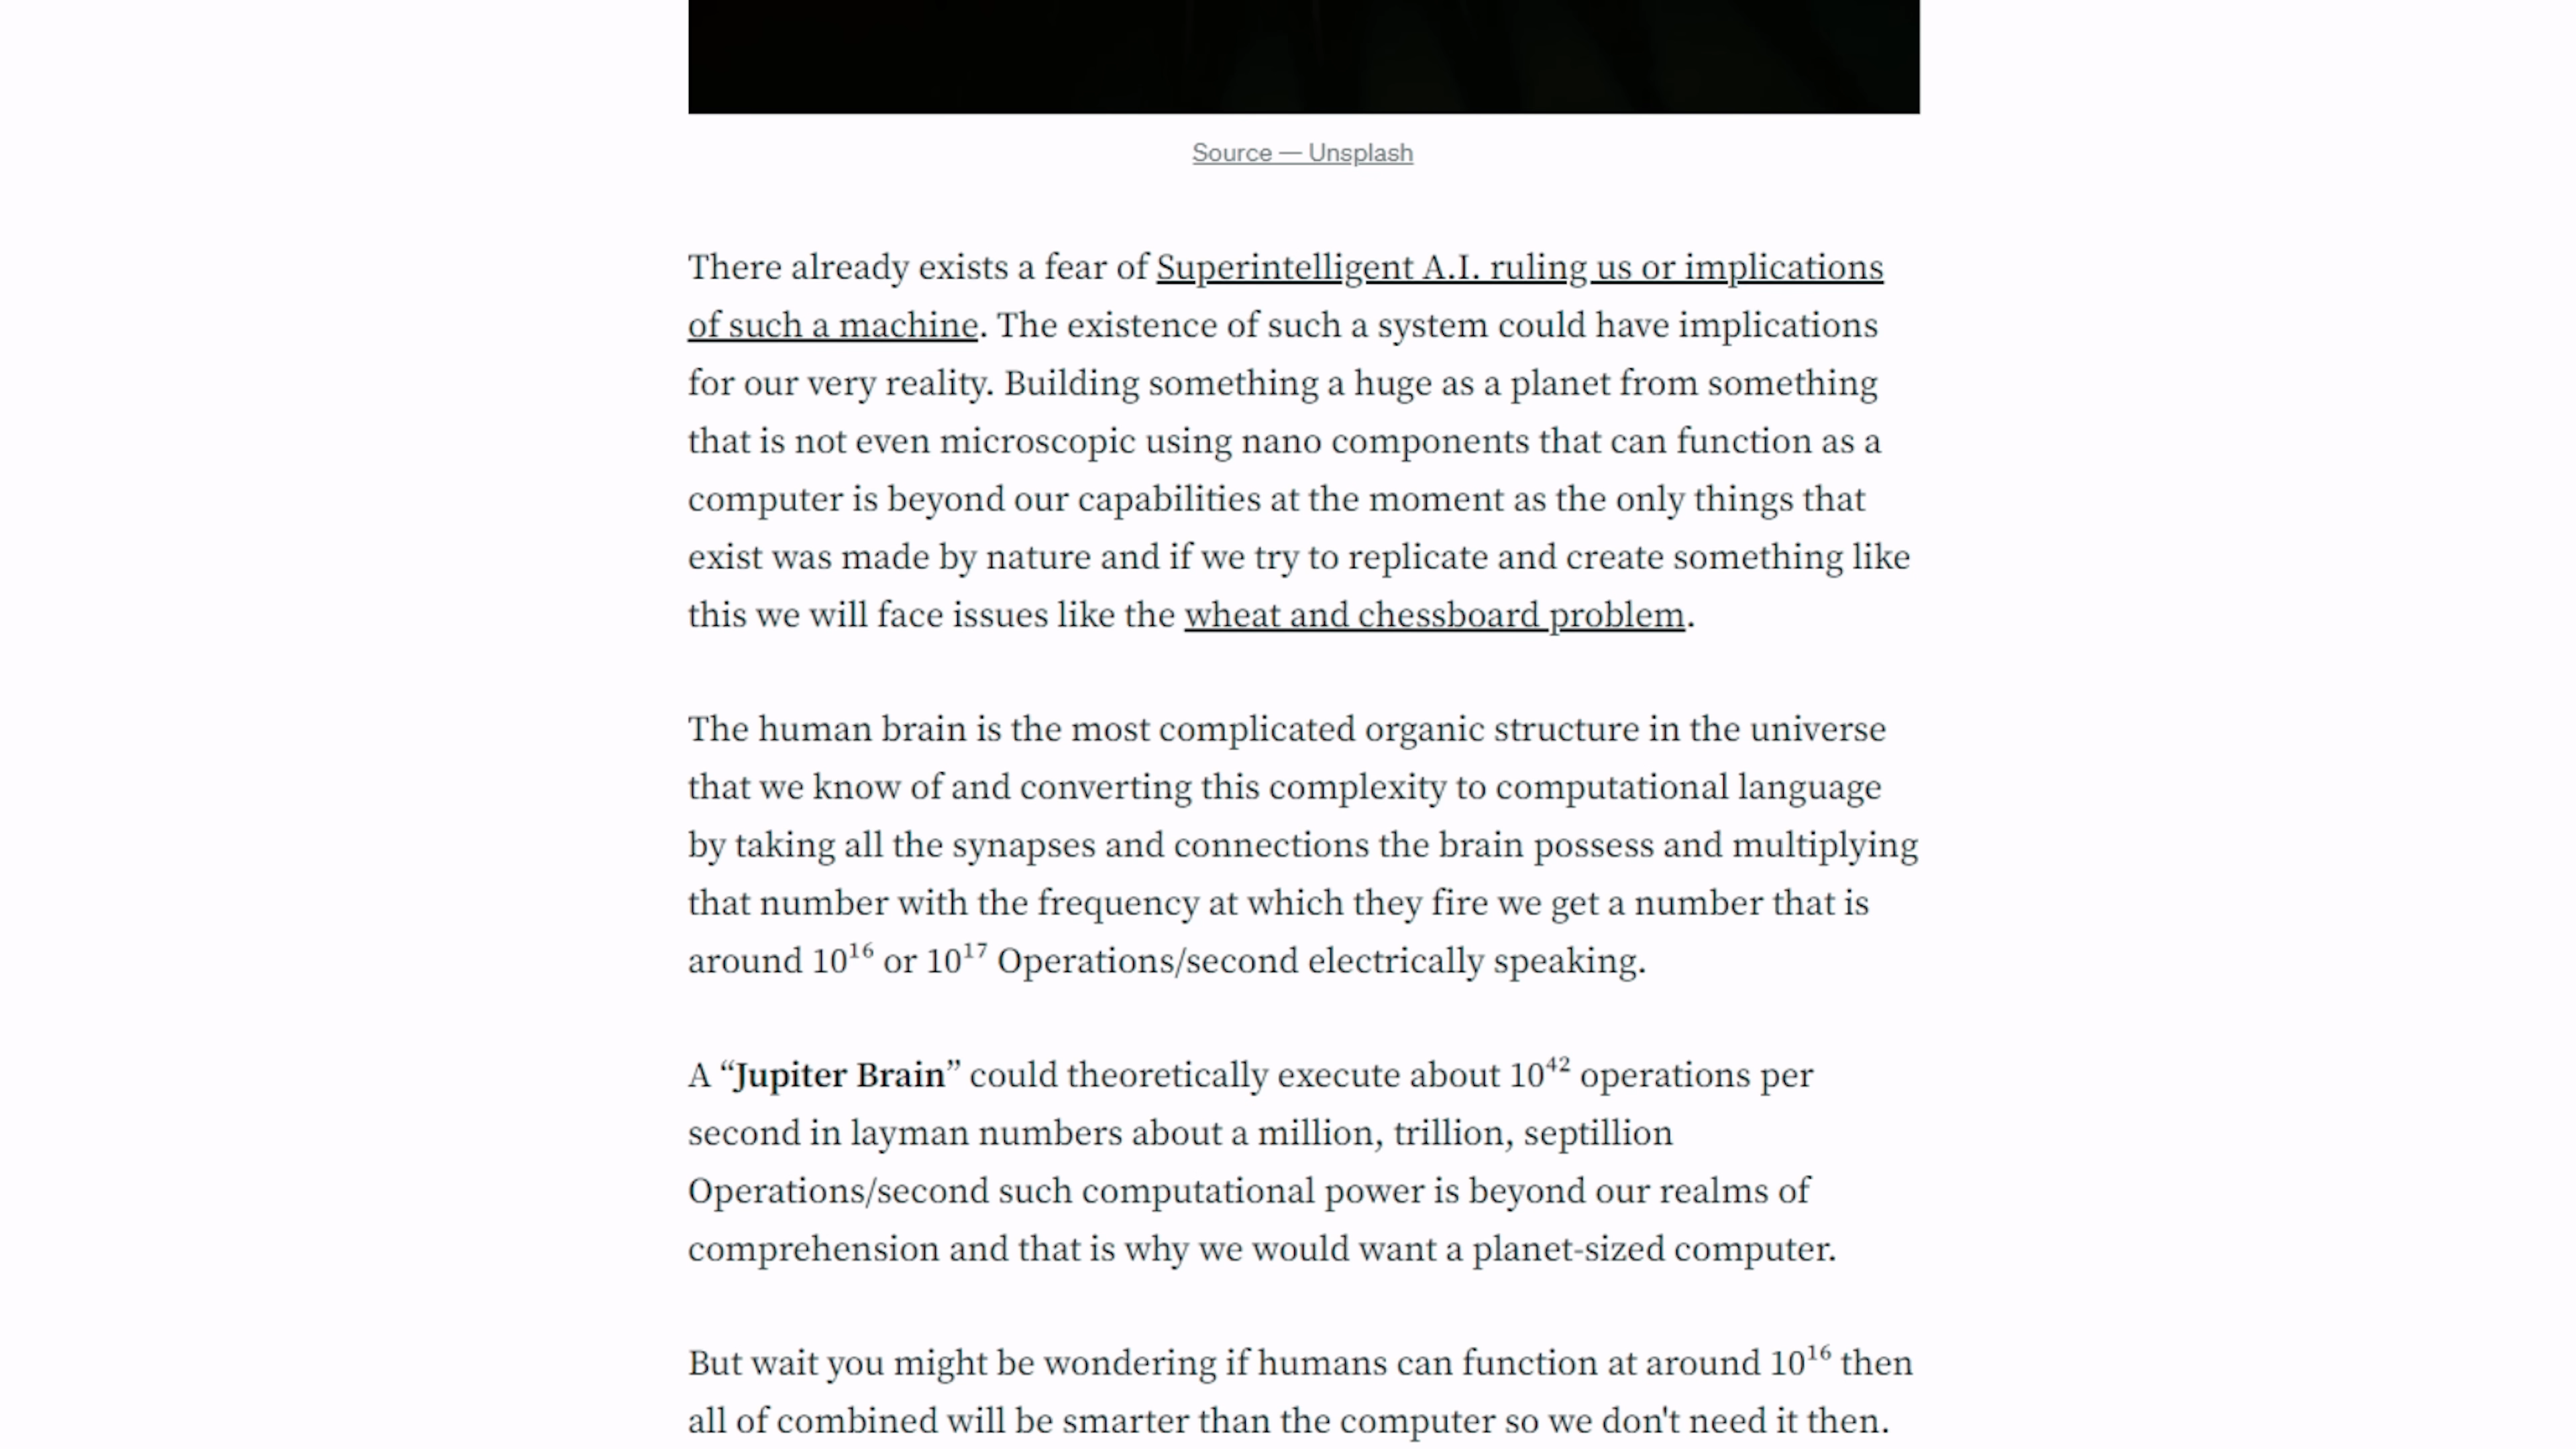 Source — Unsplash
There already exists a fear of Superintelligent A.I. ruling us or implications
of such a machine. The existence of such a system could have implications
for our very reality. Building something a huge as a planet from something
that is not even microscopic using nano components that can function as a
computer is beyond our capabilities at the moment as the only things that
exist was made by nature and if we try to replicate and create something like
this we will face issues like the wheat and chessboard problem.
The human brain is the most complicated organic structure in the universe
that we know of and converting this complexity to computational language
by taking all the synapses and connections the brain possess and multiplying
that number with the frequency at which they fire we get a number that is
around 10¹⁶ or 10¹⁷ Operations/second electrically speaking.
A “Jupiter Brain” could theoretically execute about 10⁴² operations per
second in layman numbers about a million, trillion, septillion
Operations/second such computational power is beyond our realms of
comprehension and that is why we would want a planet-sized computer.
But wait you might be wondering if humans can function at around 10¹⁶ then
all of combined will be smarter than the computer so we don't need it then.